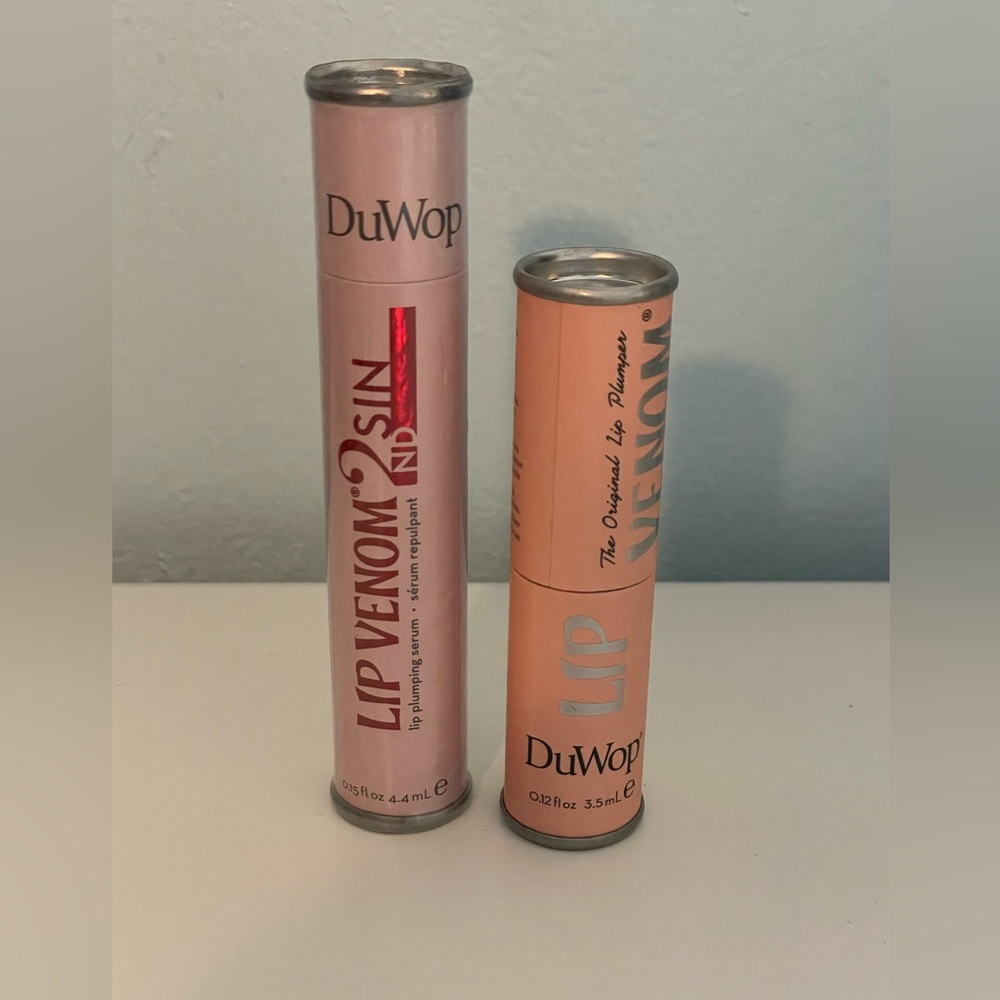 DuWop
LIP VENOM® 2ND SIN
lip plumping serum • sérum repulpant
0.15 fl oz 4.4 mL e
The Original Lip Plumper
LIP VENOM®
DuWop®
0.12 fl oz 3.5 mL e